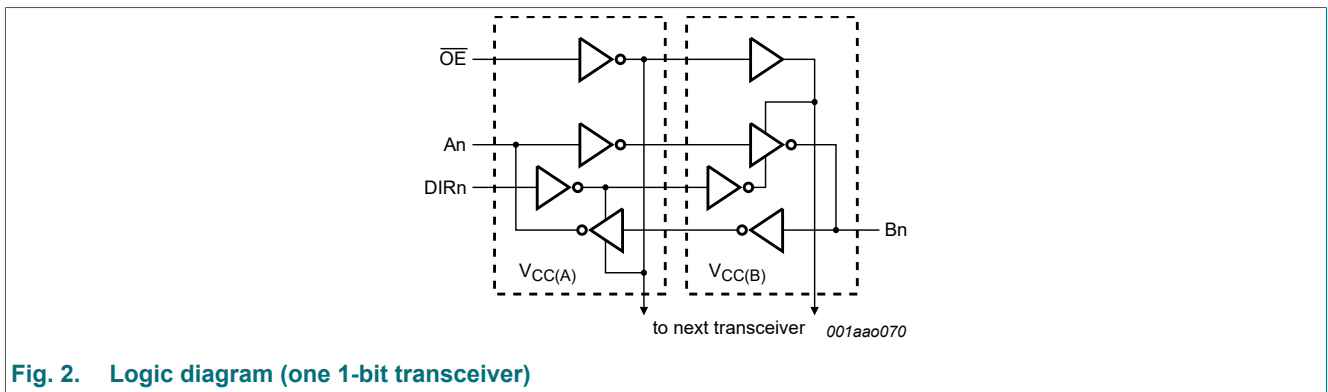 OE
An
DIRn
Bn
VCC(A)
VCC(B)
to next transceiver
001aao070
Fig. 2. Logic diagram (one 1-bit transceiver)